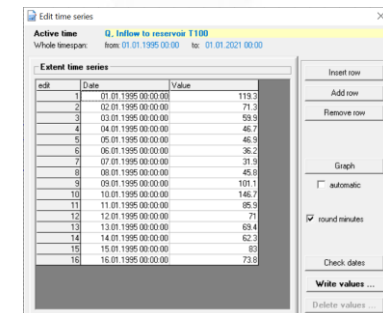 Edit time series
Active time Q, Inflow to reservoir T100
Whole timespan: from: 01.01.1995 00:00 to: 01.01.2021 00:00
Extent time series
edit Date Value
1 01.01.1995 00:00:00 119.3
2 02.01.1995 00:00:00 71.3
3 03.01.1995 00:00:00 59.9
4 04.01.1995 00:00:00 46.7
5 05.01.1995 00:00:00 46.9
6 06.01.1995 00:00:00 36.2
7 07.01.1995 00:00:00 31.9
8 08.01.1995 00:00:00 45.8
9 09.01.1995 00:00:00 101.1
10 10.01.1995 00:00:00 146.7
11 11.01.1995 00:00:00 85.9
12 12.01.1995 00:00:00 71
13 13.01.1995 00:00:00 69.4
14 14.01.1995 00:00:00 62.3
15 15.01.1995 00:00:00 83
16 16.01.1995 00:00:00 73.8
Insert row
Add row
Remove row
Graph
automatic
round minutes
Check dates
Write values ...
Delete values ...